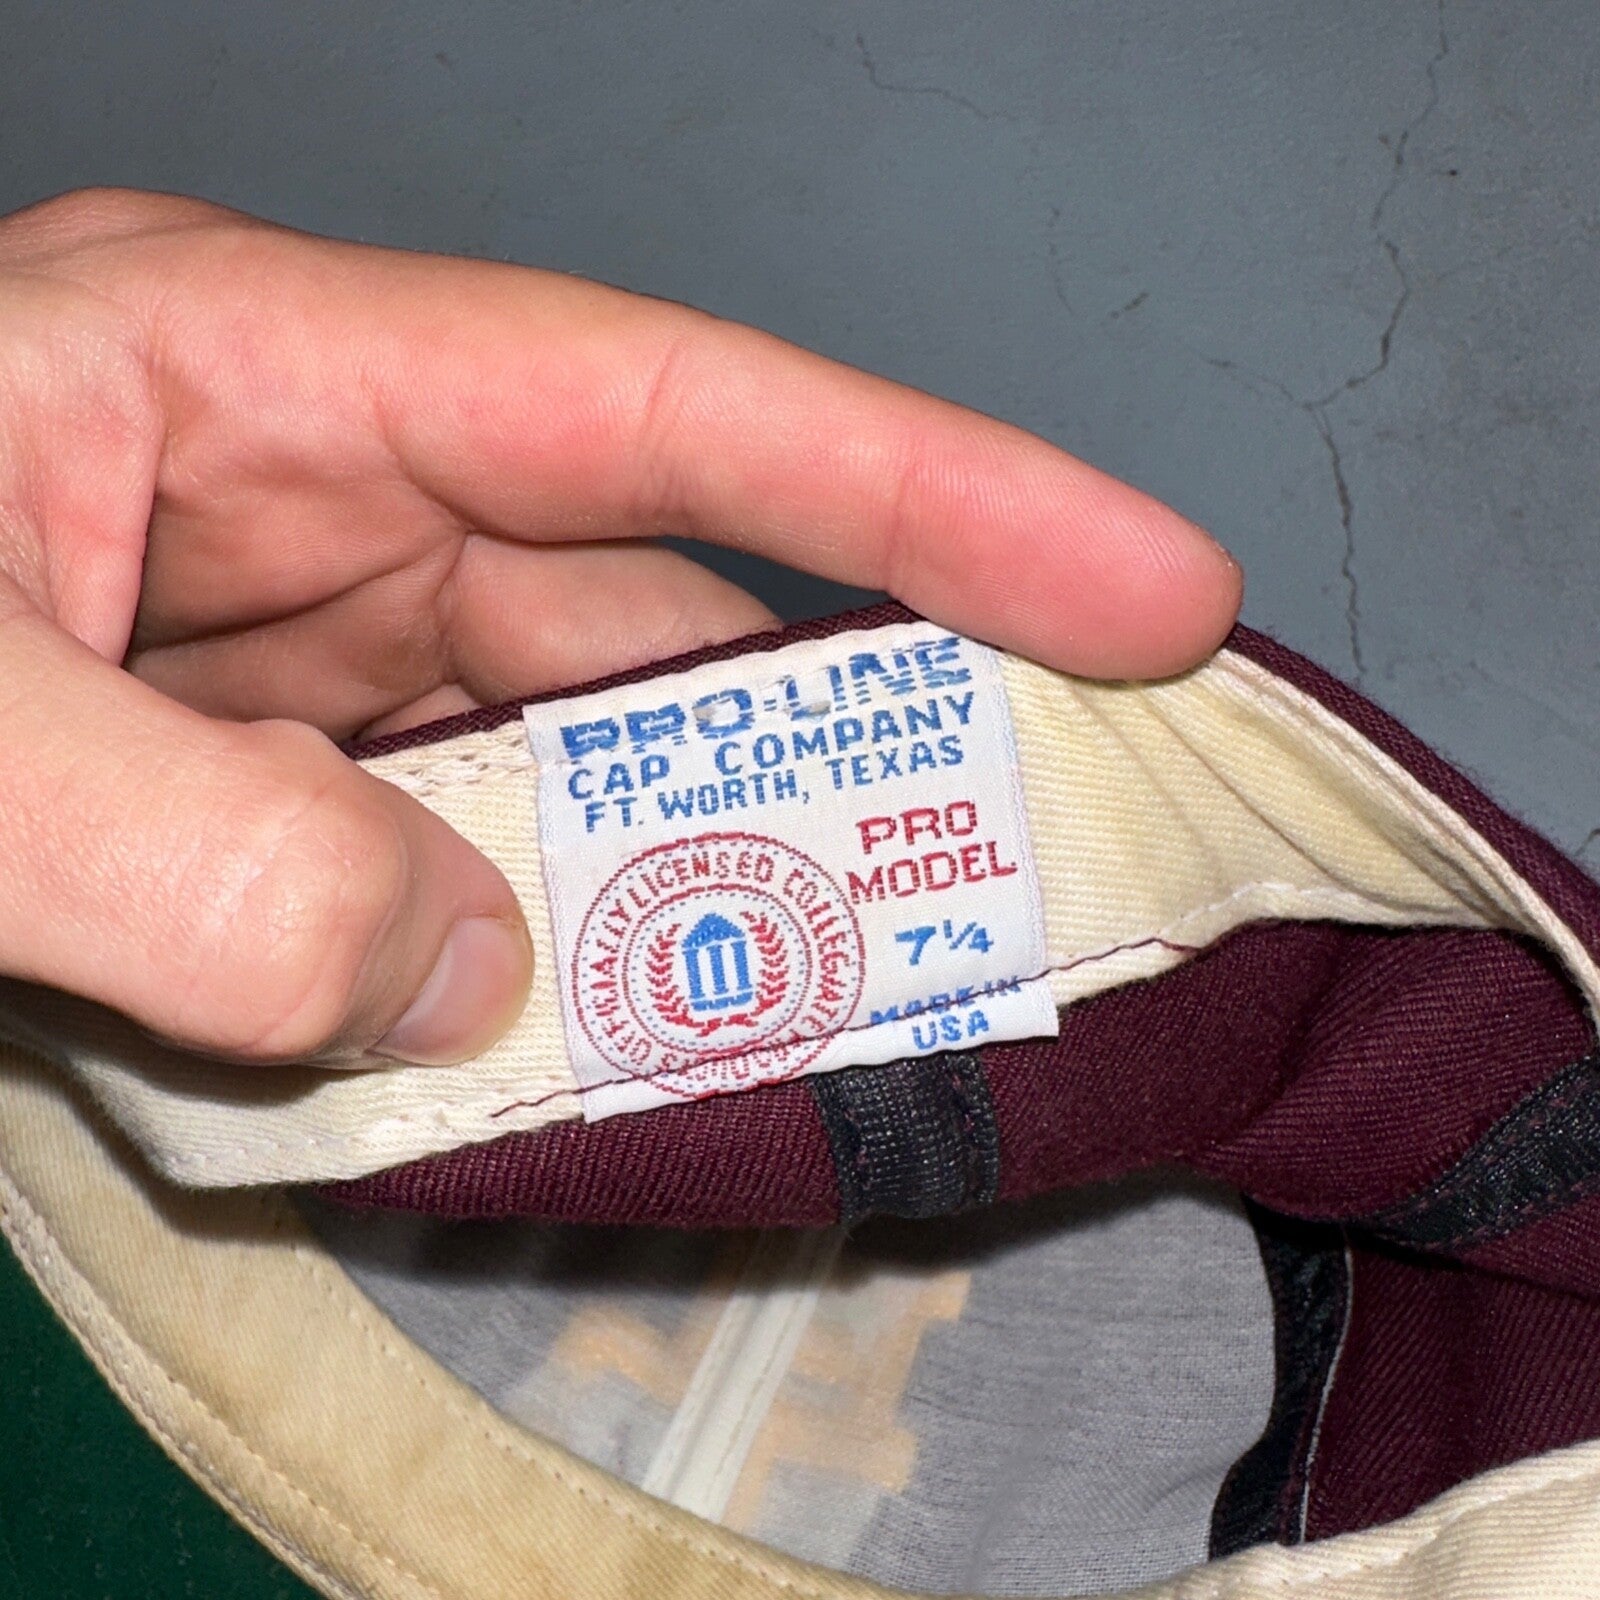 PRO-LINE
CAP COMPANY
FT. WORTH, TEXAS
PRO
MODEL
7 1/4
MADE IN
USA
OFFICIALLY LICENSED COLLEGIATE PRODUCTS